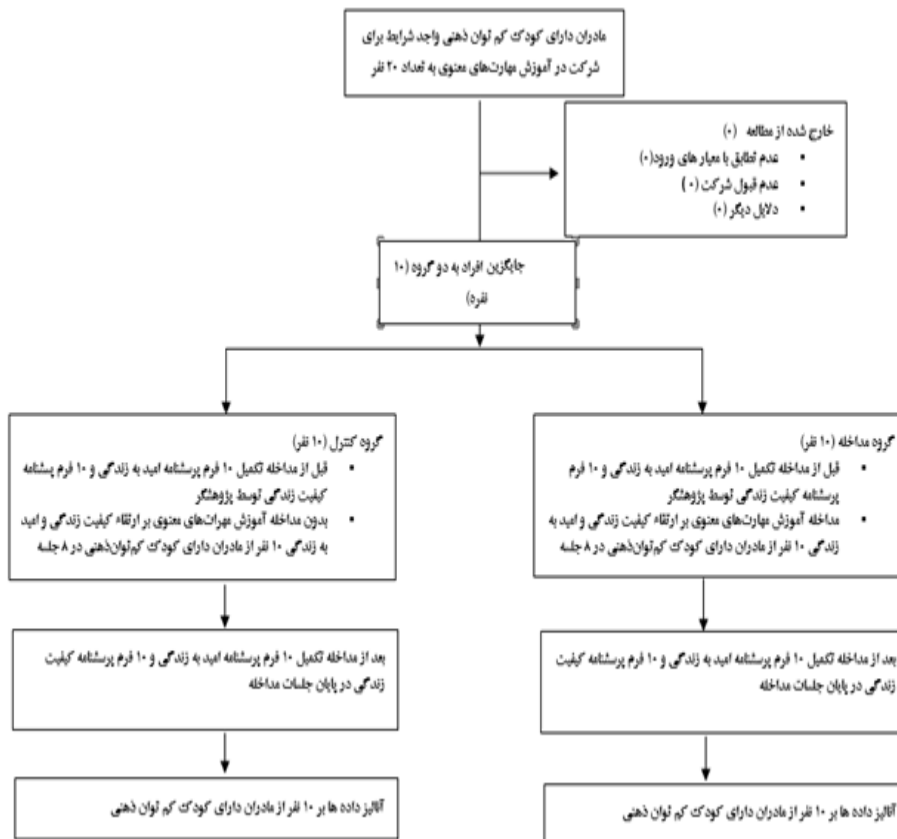 مادران دارای کودک کم توان ذهنی واجد شرایط برای
شرکت در آموزش مهارت‌های معنوی به تعداد ۲۰ نفر
خارج شده از مطالعه (۰)
▪ عدم تطابق با معیار های ورود(۰)
▪ عدم قبول شرکت (۰)
▪ دلایل دیگر (۰)
جایگزین افراد به دو گروه (۱۰
نفره)
گروه مداخله (۱۰ نفر)
▪ قبل از مداخله تکمیل ۱۰ فرم پرسشنامه امید به زندگی و ۱۰ فرم
پرسشنامه کیفیت زندگی توسط پژوهشگر
▪ مداخله آموزش مهارت‌های معنوی بر ارتقاء کیفیت زندگی و امید به
زندگی ۱۰ نفر از مادران دارای کودک کم‌توان‌ذهنی در ۸ جلسه
گروه کنترل (۱۰ نفر)
▪ قبل از مداخله تکمیل ۱۰ فرم پرسشنامه امید به زندگی و ۱۰ فرم پسشنامه
کیفیت زندگی توسط پژوهشگر
▪ بدون مداخله آموزش مهرات‌های معنوی بر ارتقاء کیفیت زندگی و امید
به زندگی ۱۰ نفر از مادران دارای کودک کم‌توان‌ذهنی در ۸ جلسه
بعد از مداخله تکمیل ۱۰ فرم پرسشنامه امید به زندگی و ۱۰ فرم پرسشنامه کیفیت
زندگی در پایان جلسات مداخله
بعد از مداخله تکمیل ۱۰ فرم پرسشنامه امید به زندگی و ۱۰ فرم پرسشنامه کیفیت
زندگی در پایان جلسات مداخله
آنالیز داده ها بر ۱۰ نفر از مادران دارای کودک کم توان ذهنی
آنالیز داده ها بر ۱۰ نفر از مادران دارای کودک کم توان ذهنی